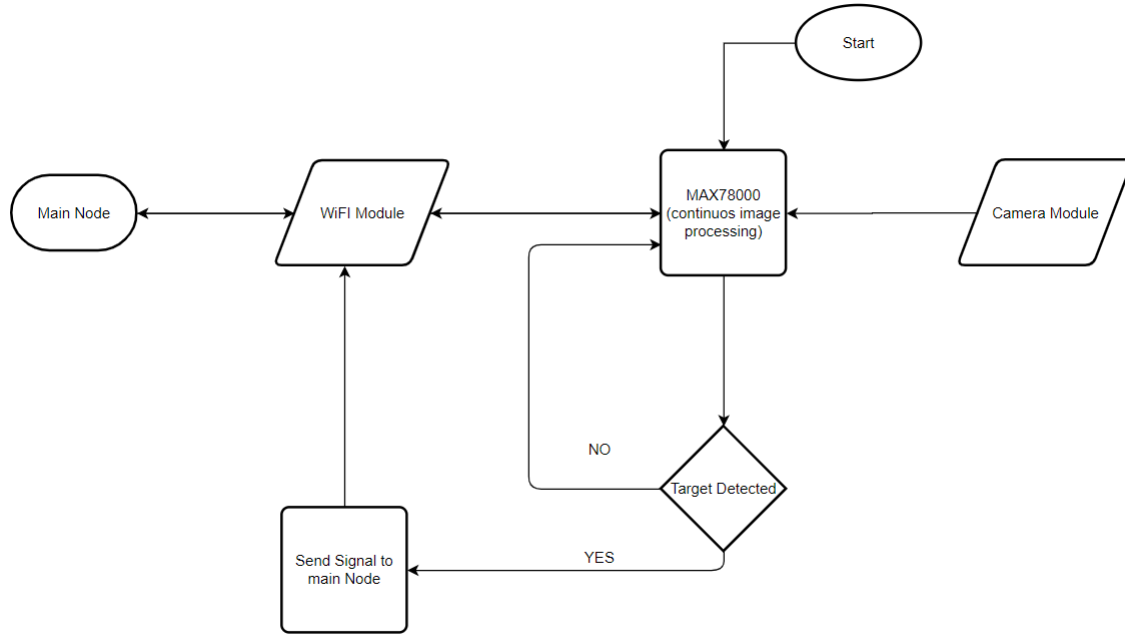 Start
Main Node
WiFI Module
MAX78000
(continuos image
processing)
Camera Module
NO
Target Detected
YES
Send Signal to
main Node